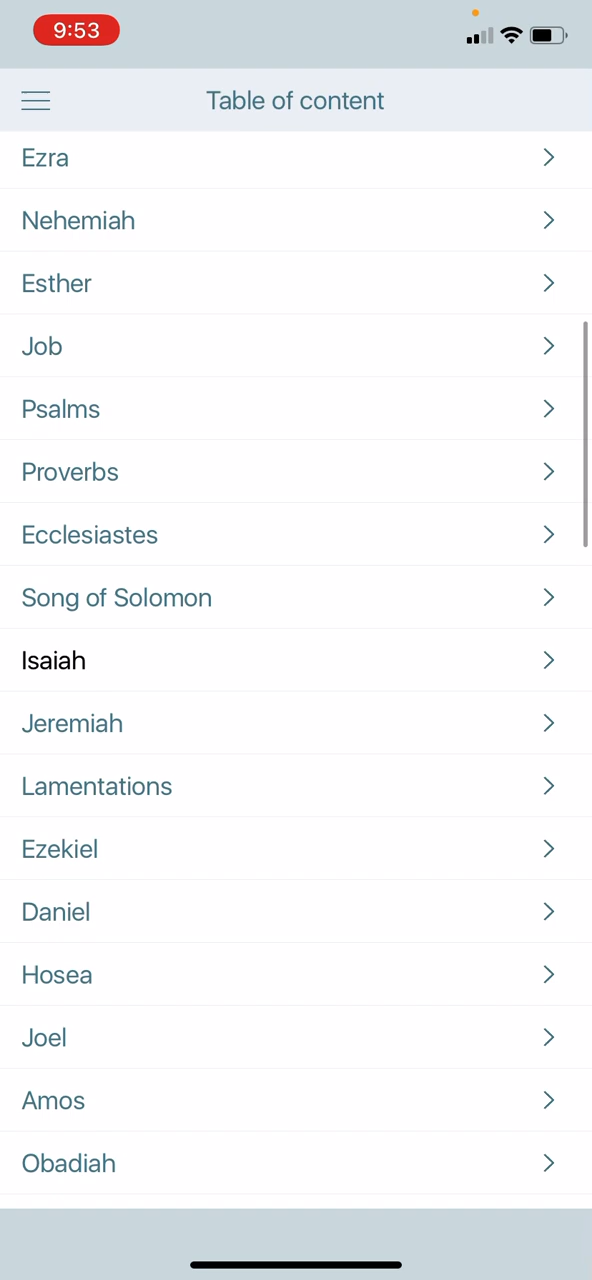 9:53
Table of content
Ezra
Nehemiah
Esther
Job
Psalms
Proverbs
Ecclesiastes
Song of Solomon
Isaiah
Jeremiah
Lamentations
Ezekiel
Daniel
Hosea
Joel
Amos
Obadiah